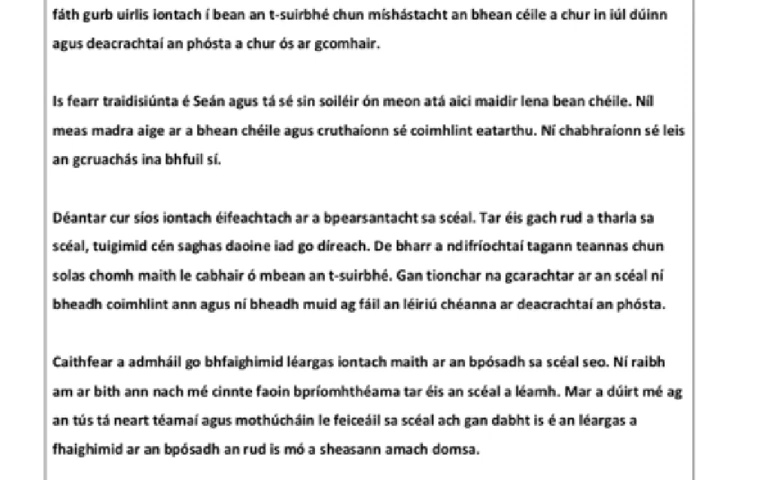 fáth gurb uirlis iontach í bean an t-suirbhé chun míshástacht an bhean céile a chur in iúl dúinn
agus deacrachtaí an phósta a chur ós ar gcomhair.
Is fearr traidisiúnta é Seán agus tá sé sin soiléir ón meon atá aici maidir lena bean chéile. Níl
meas madra aige ar a bhean chéile agus cruthaíonn sé coimhlint eatarthu. Ní chabhraíonn sé leis
an gcruachás ina bhfuil sí.
Déantar cur síos iontach éifeachtach ar a bpearsantacht sa scéal. Tar éis gach rud a tharla sa
scéal, tuigimid cén saghas daoine iad go díreach. De bharr a ndifríochtaí tagann teannas chun
solas chomh maith le cabhair ó mbean an t-suirbhé. Gan tionchar na gcarachtar ar an scéal ní
bheadh coimhlint ann agus ní bheadh muid ag fáil an léiriú chéanna ar deacrachtaí an phósta.
Caithfear a admháil go bhfaighimid léargas iontach maith ar an bpósadh sa scéal seo. Ní raibh
am ar bith ann nach mé cinnte faoin bpríomhthéama tar éis an scéal a léamh. Mar a dúirt mé ag
an tús tá neart téamaí agus mothúcháin le feiceáil sa scéal ach gan dabht is é an léargas a
fhaighimid ar an bpósadh an rud is mó a sheasann amach domsa.